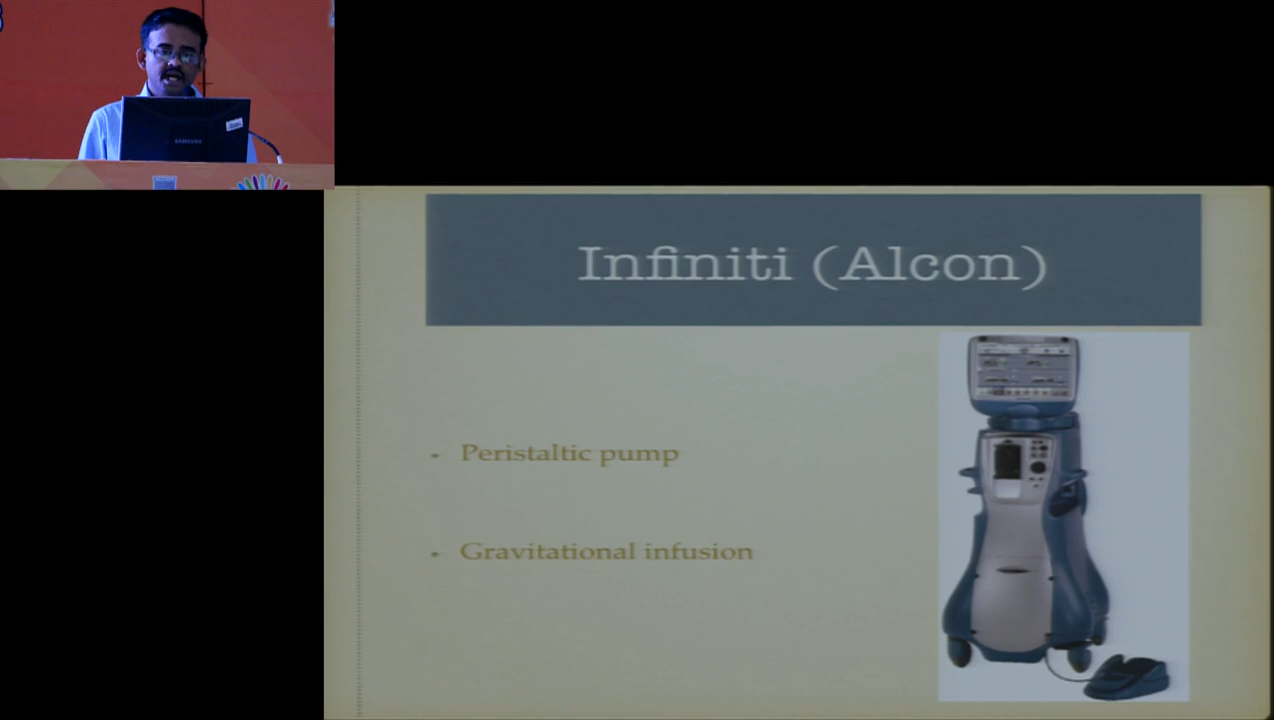 SAMSUNG
Infiniti (Alcon)
• Peristaltic pump
• Gravitational infusion